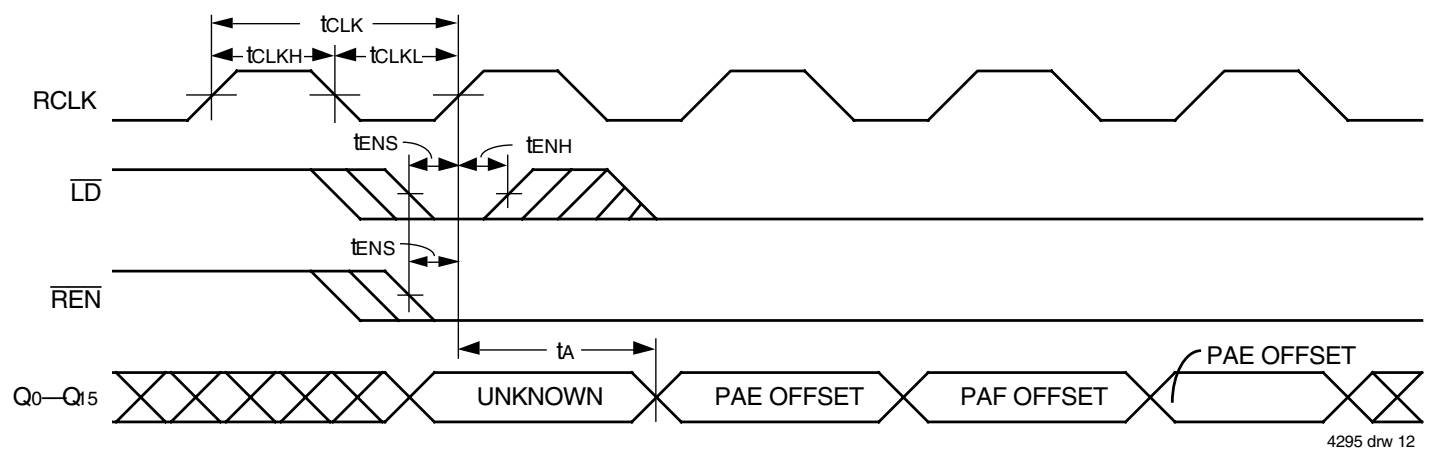 tCLK
tCLKH tCLKL
RCLK
tENS tENH
LD
tENS
REN
tA
PAE OFFSET
Q0—Q15 UNKNOWN PAE OFFSET PAF OFFSET
4295 drw 12